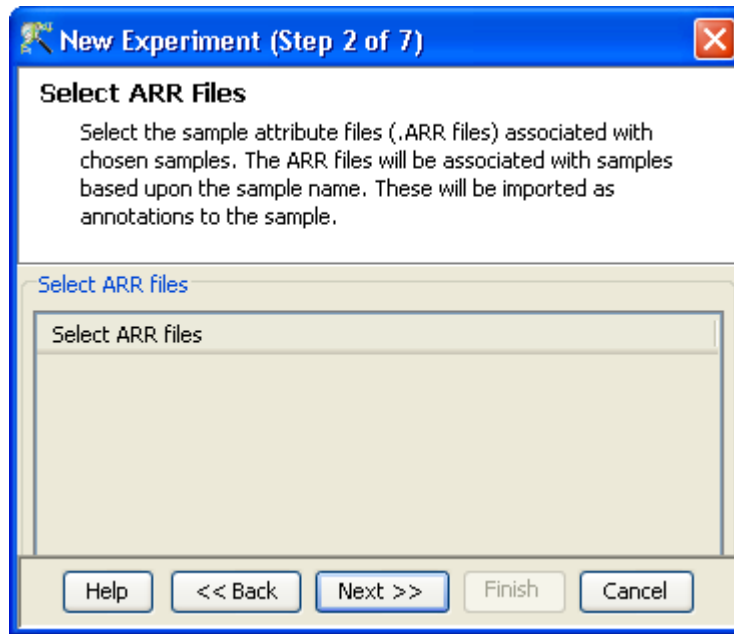 New Experiment (Step 2 of 7)
Select ARR Files
Select the sample attribute files (.ARR files) associated with
chosen samples. The ARR files will be associated with samples
based upon the sample name. These will be imported as
annotations to the sample.
Select ARR files
Select ARR files
Help
<< Back
Next >>
Finish
Cancel